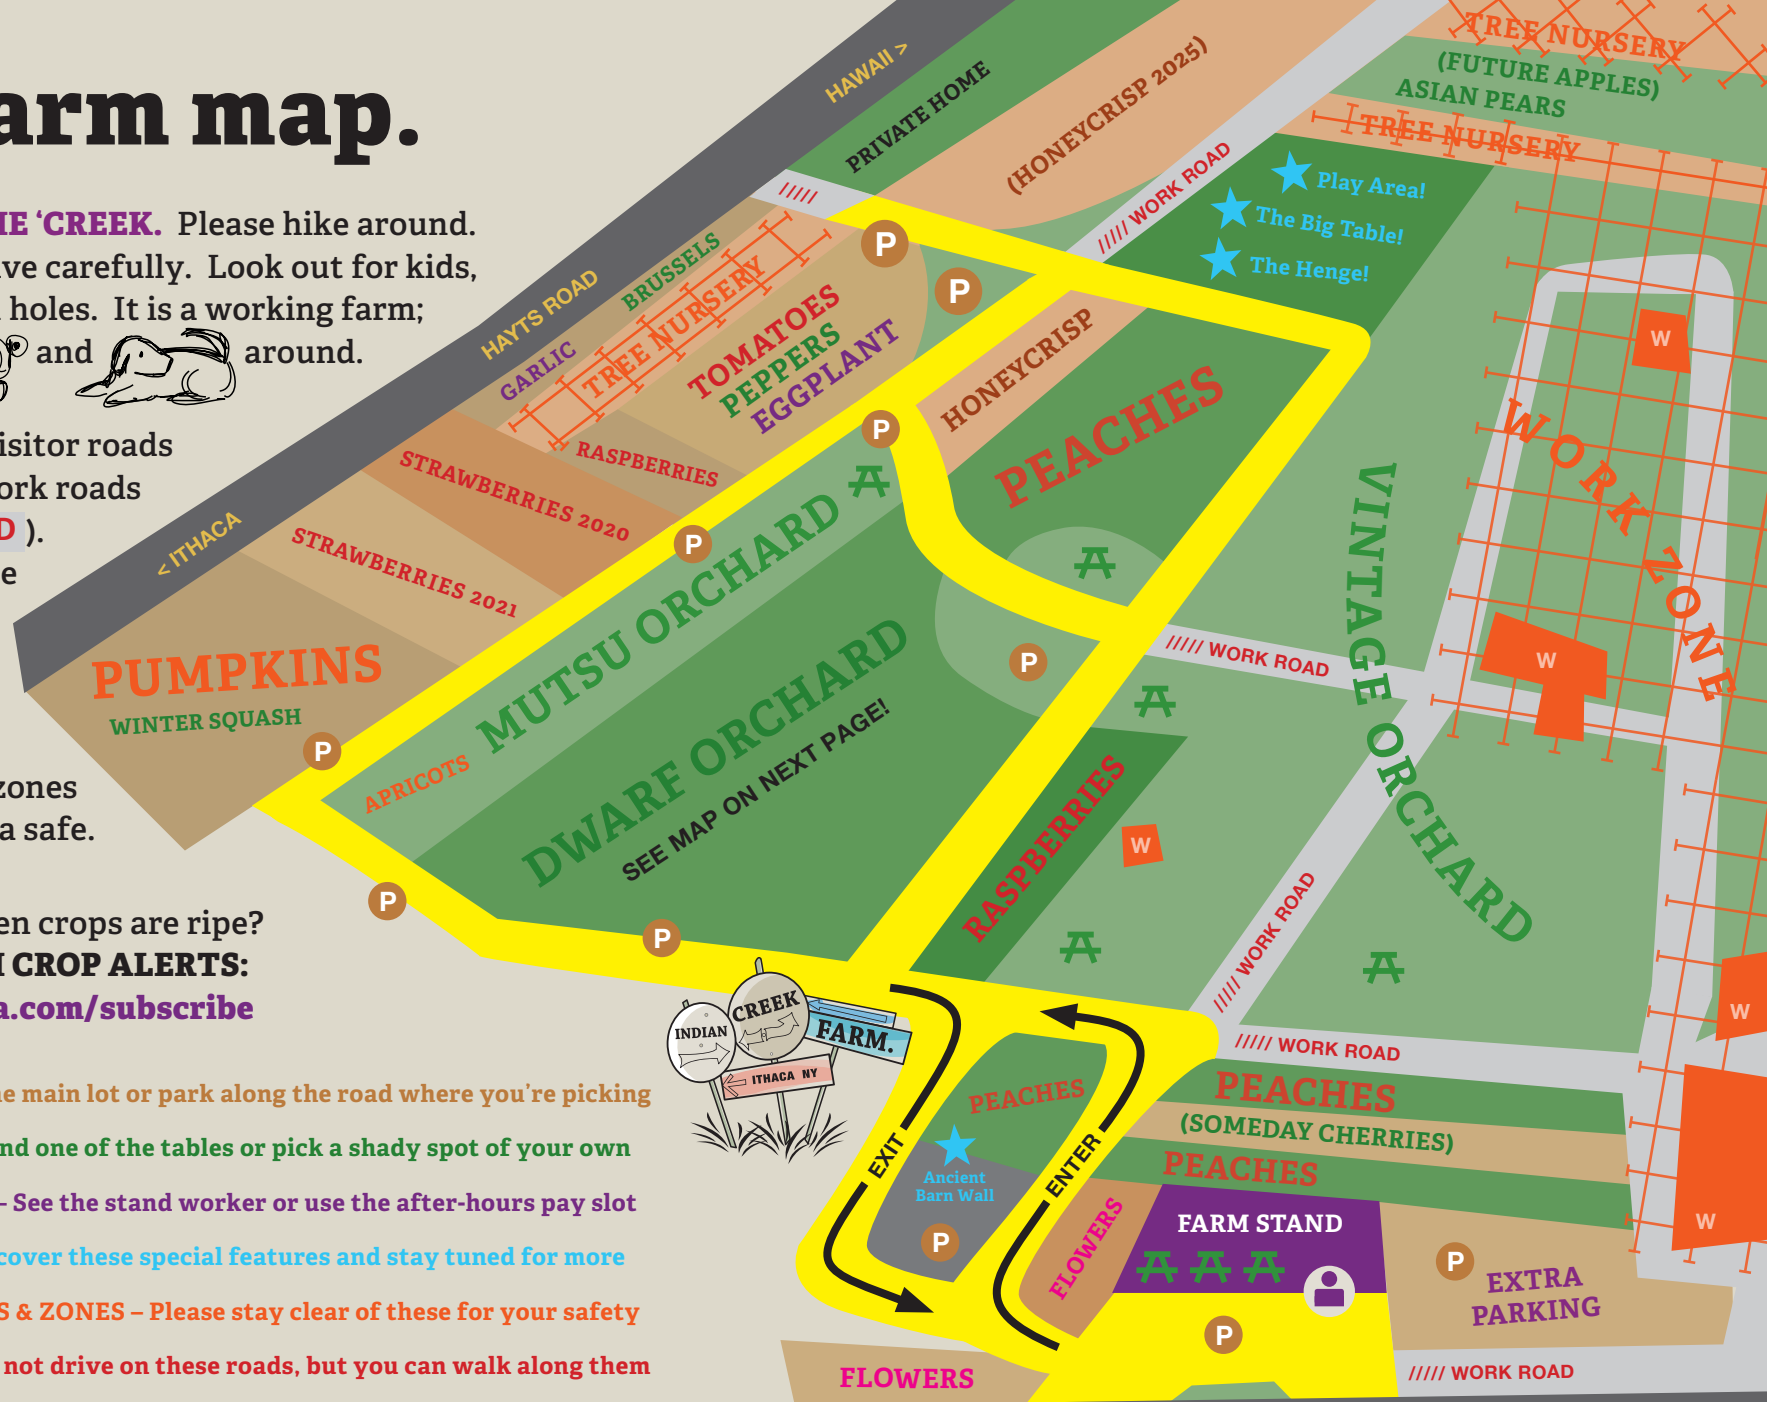 arm map.
HE ‘CREEK. Please hike around.
ive carefully. Look out for kids,
holes. It is a working farm;
and around.
isitor roads
ork roads
D ).
e
zones
a safe.
en crops are ripe?
CROP ALERTS:
a.com/subscribe
e main lot or park along the road where you’re picking
nd one of the tables or pick a shady spot of your own
– See the stand worker or use the after-hours pay slot
cover these special features and stay tuned for more
S & ZONES – Please stay clear of these for your safety
not drive on these roads, but you can walk along them
HAWAII >
HAYTS ROAD
< ITHACA
PRIVATE HOME
(HONEYCRISP 2025)
///// WORK ROAD
/////
TREE NURSERY
(FUTURE APPLES)
ASIAN PEARS
TREE NURSERY
Play Area!
The Big Table!
The Henge!
P
P
BRUSSELS
TREE NURSERY
GARLIC
TOMATOES
PEPPERS
EGGPLANT
RASPBERRIES
STRAWBERRIES 2020
STRAWBERRIES 2021
PUMPKINS
WINTER SQUASH
HONEYCRISP
PEACHES
P
P
P
P
P
P
APRICOTS
MUTSU ORCHARD
DWARF ORCHARD
SEE MAP ON NEXT PAGE!
VINTAGE ORCHARD
WORK ZONE
W
W
W
W
W
///// WORK ROAD
RASPBERRIES
///// WORK ROAD
///// WORK ROAD
INDIAN
CREEK
FARM.
ITHACA NY
EXIT
ENTER
PEACHES
Ancient
Barn Wall
P
PEACHES
(SOMEDAY CHERRIES)
PEACHES
FLOWERS
FARM STAND
P
P
EXTRA
PARKING
FLOWERS
///// WORK ROAD